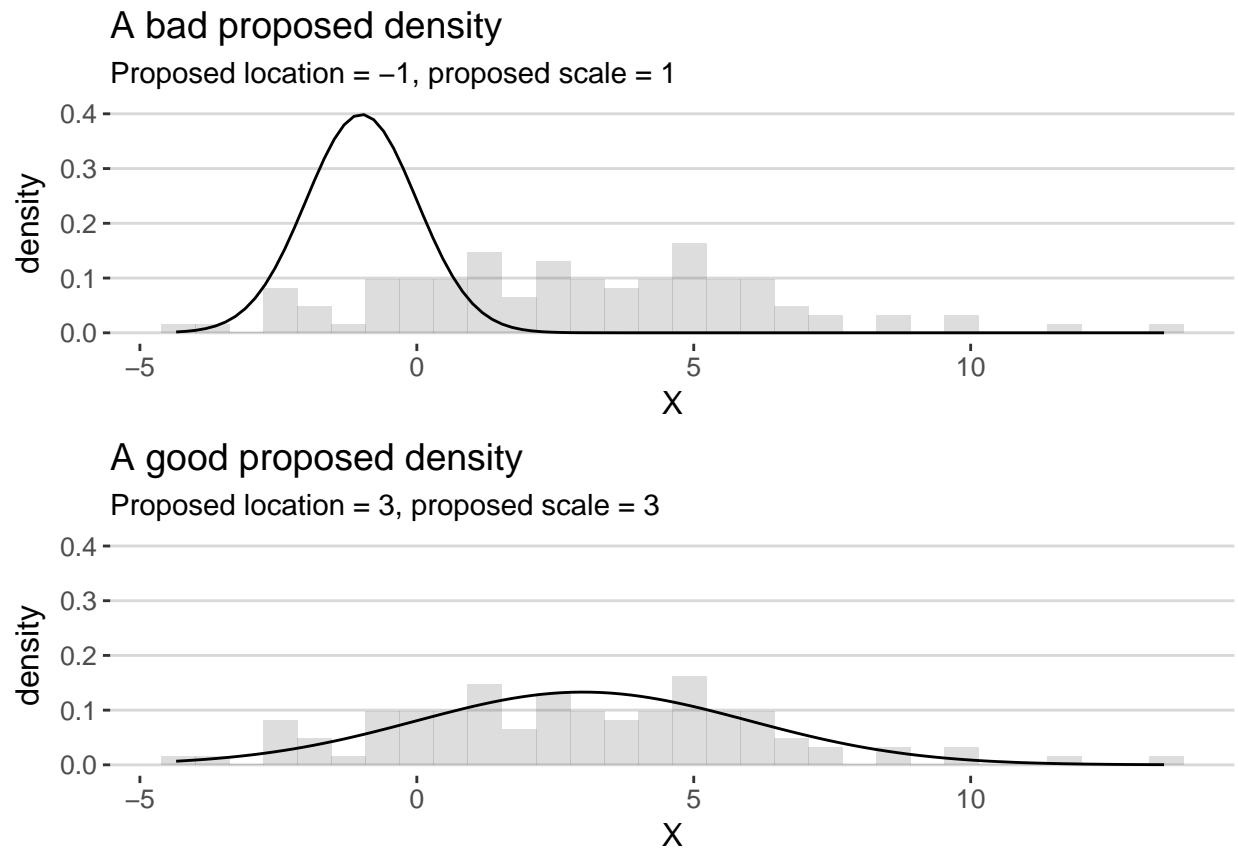 A bad proposed density
Proposed location = −1, proposed scale = 1
density
0.4
0.3
0.2
0.1
0.0
−5 0 5 10
X
A good proposed density
Proposed location = 3, proposed scale = 3
density
0.4
0.3
0.2
0.1
0.0
−5 0 5 10
X